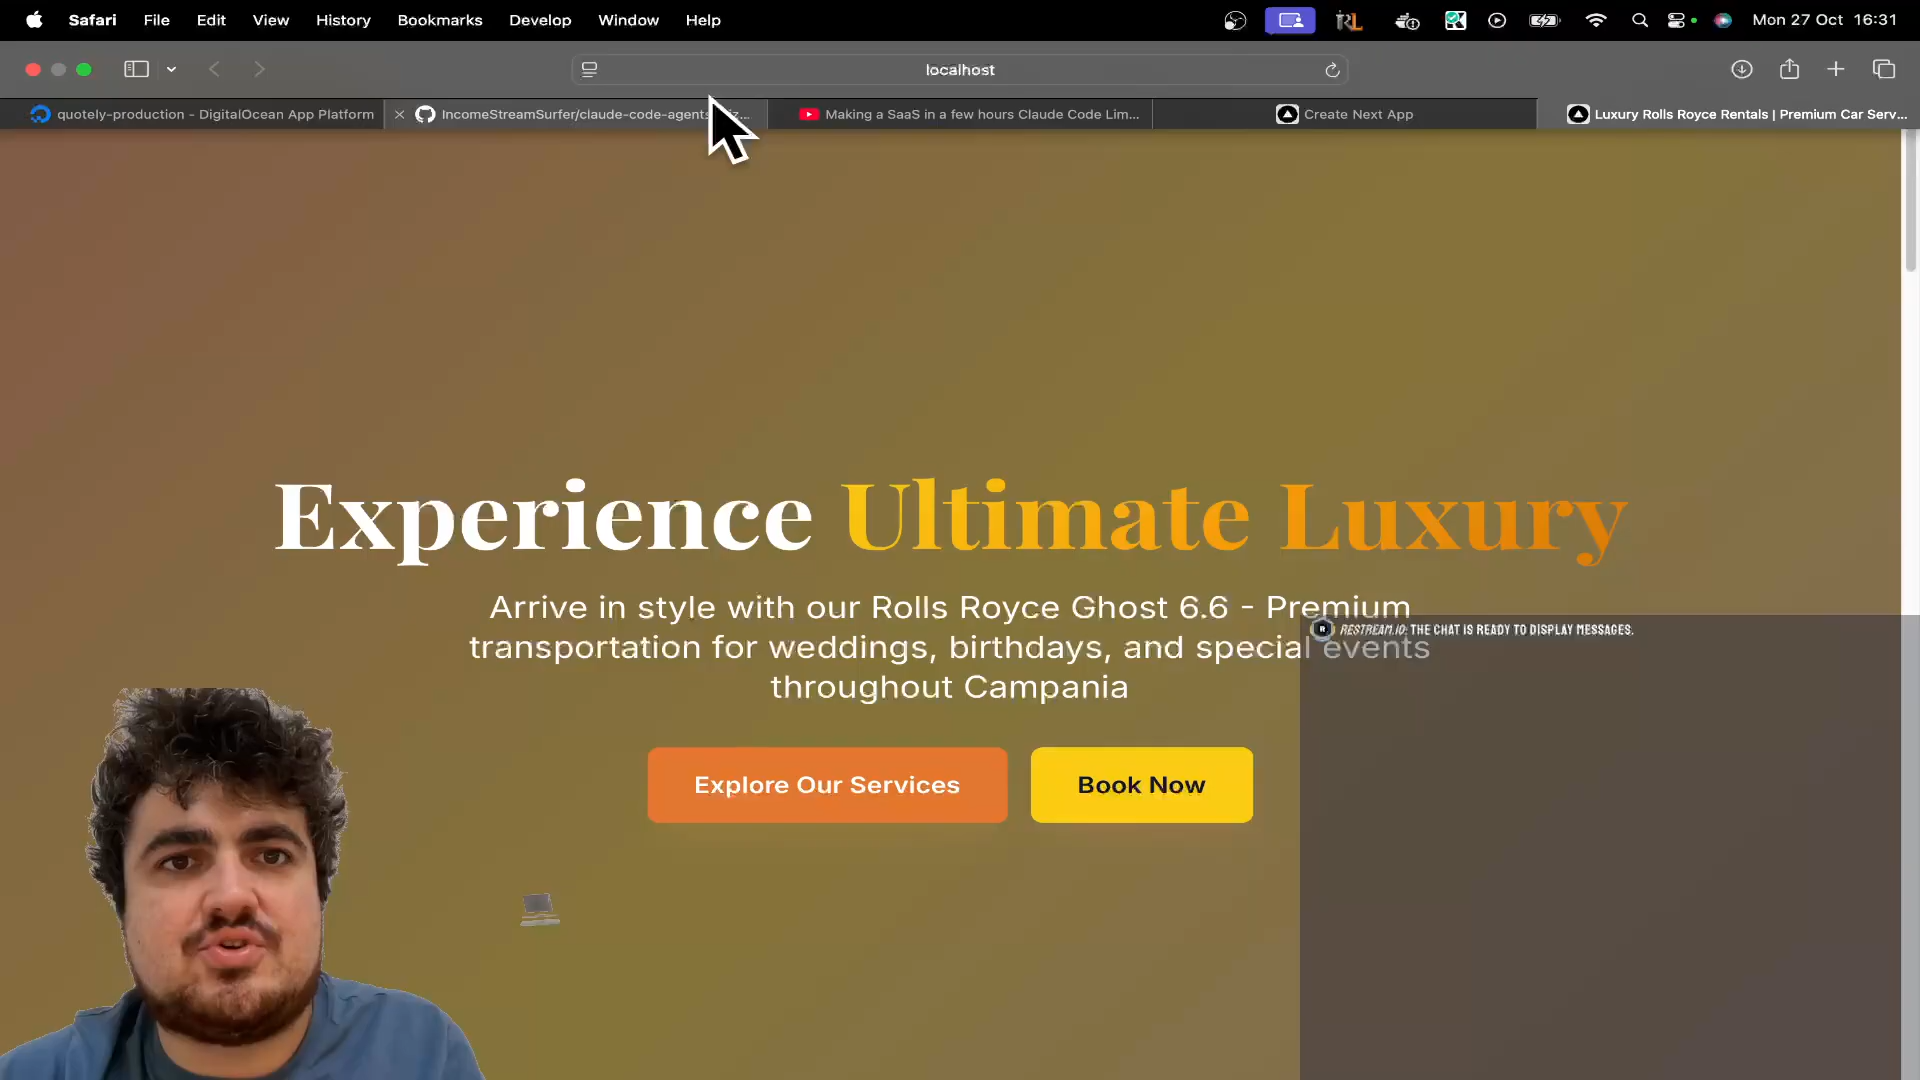 Safari File Edit View History Bookmarks Develop Window Help
Mon 27 Oct 16:31
localhost
quotely-production - DigitalOcean App Platform
IncomeStreamSurfer/claude-code-agents
Making a SaaS in a few hours Claude Code Lim...
Create Next App
Luxury Rolls Royce Rentals | Premium Car Serv...
Experience Ultimate Luxury
Arrive in style with our Rolls Royce Ghost 6.6 - Premium
transportation for weddings, birthdays, and special events
throughout Campania
RESTREAM.IO: THE CHAT IS READY TO DISPLAY MESSAGES.
Explore Our Services
Book Now